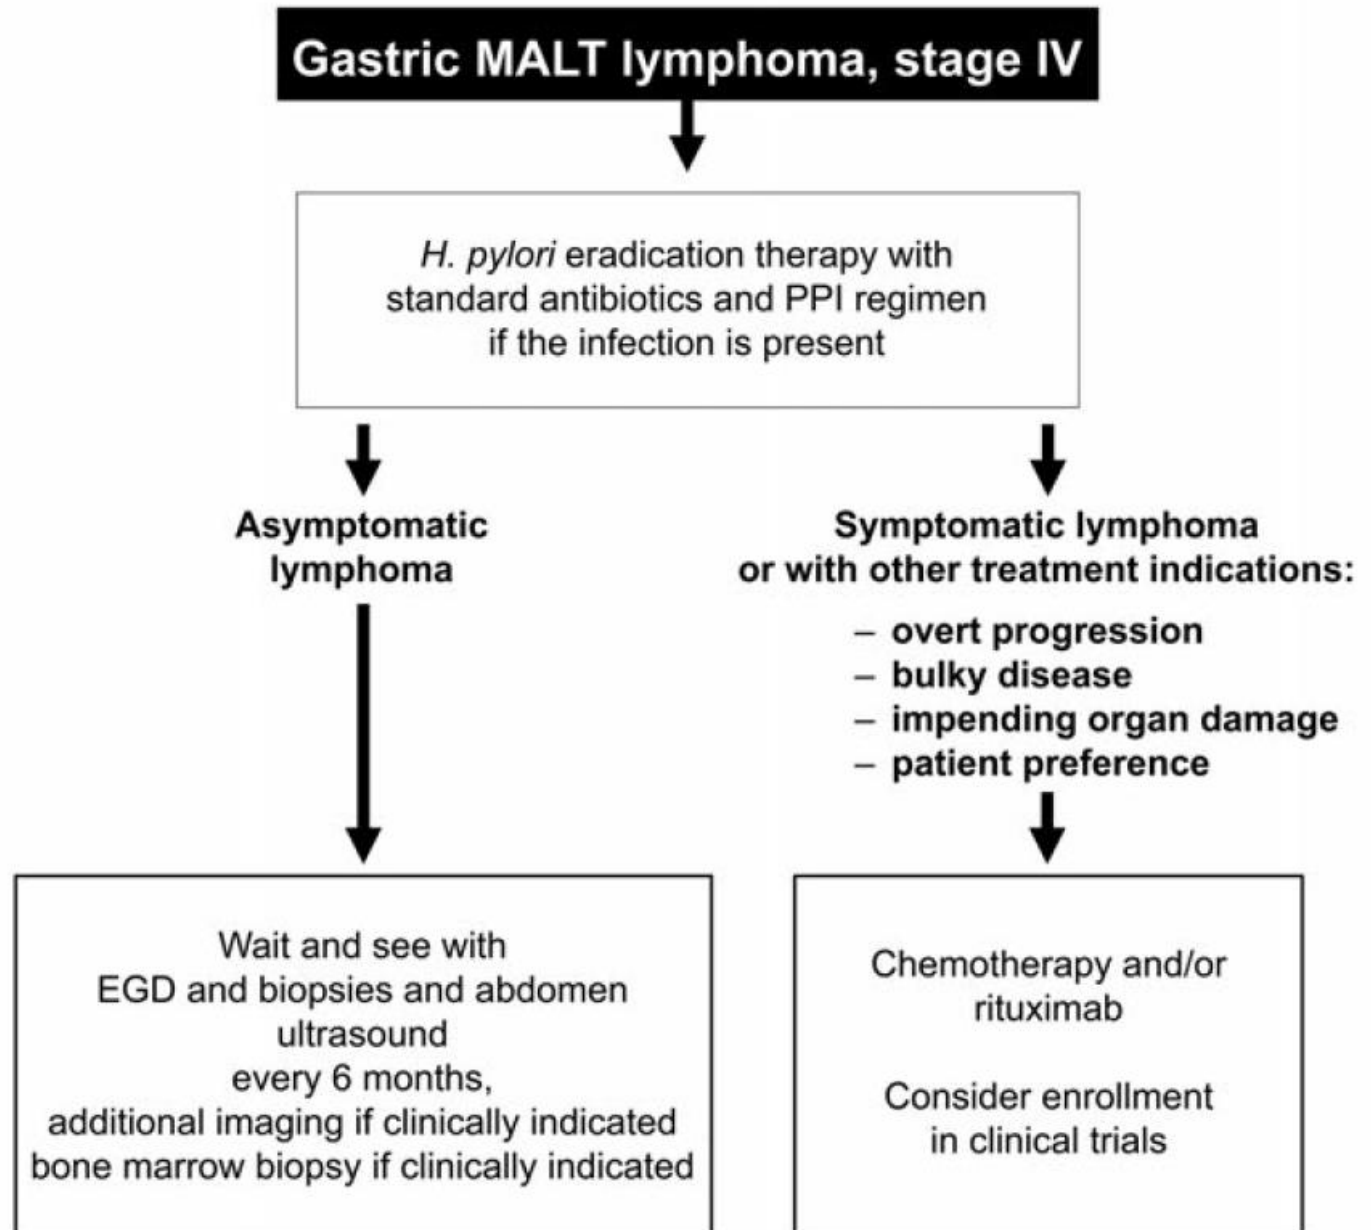 Gastric MALT lymphoma, stage IV
H. pylori eradication therapy with
standard antibiotics and PPI regimen
if the infection is present
Asymptomatic
lymphoma
Symptomatic lymphoma
or with other treatment indications:
– overt progression
– bulky disease
– impending organ damage
– patient preference
Wait and see with
EGD and biopsies and abdomen
ultrasound
every 6 months,
additional imaging if clinically indicated
bone marrow biopsy if clinically indicated
Chemotherapy and/or
rituximab
Consider enrollment
in clinical trials